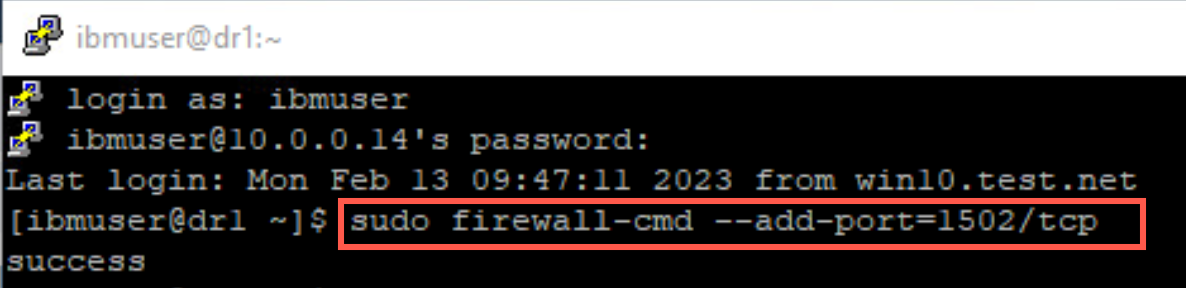 ibmuser@dr1:~
login as: ibmuser
ibmuser@10.0.0.14's password:
Last login: Mon Feb 13 09:47:11 2023 from win10.test.net
[ibmuser@dr1 ~]$ sudo firewall-cmd --add-port=1502/tcp
success